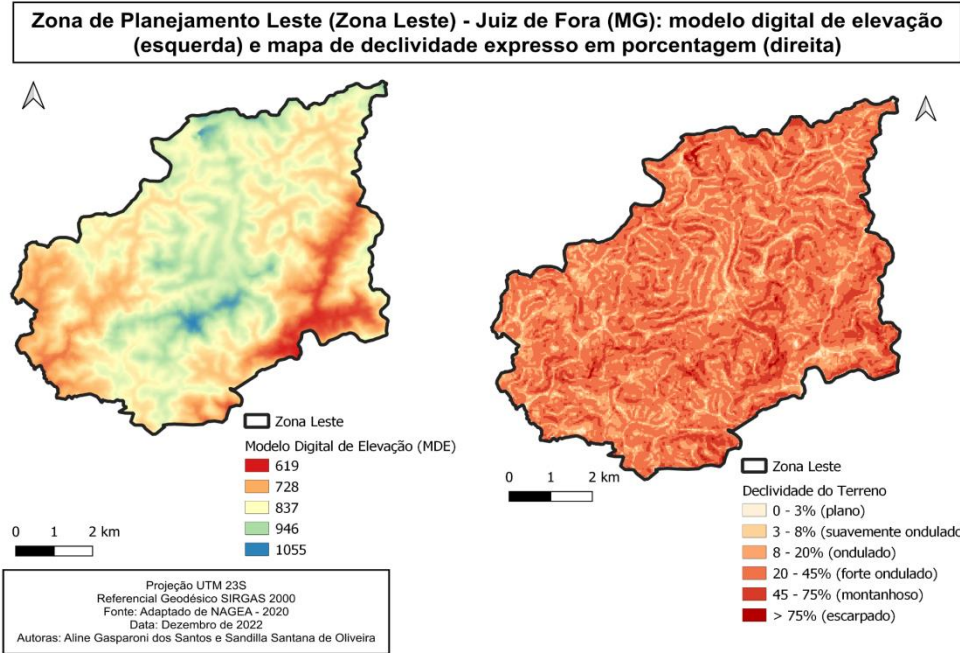 Zona de Planejamento Leste (Zona Leste) - Juiz de Fora (MG): modelo digital de elevação
(esquerda) e mapa de declividade expresso em porcentagem (direita)
Zona Leste
Modelo Digital de Elevação (MDE)
619
728
837
946
1055
0 1 2 km
Projeção UTM 23S
Referencial Geodésico SIRGAS 2000
Fonte: Adaptado de NAGEA - 2020
Data: Dezembro de 2022
Autoras: Aline Gasparoni dos Santos e Sandilla Santana de Oliveira
0 1 2 km
Zona Leste
Declividade do Terreno
0 - 3% (plano)
3 - 8% (suavemente ondulado
8 - 20% (ondulado)
20 - 45% (forte ondulado)
45 - 75% (montanhoso)
> 75% (escarpado)